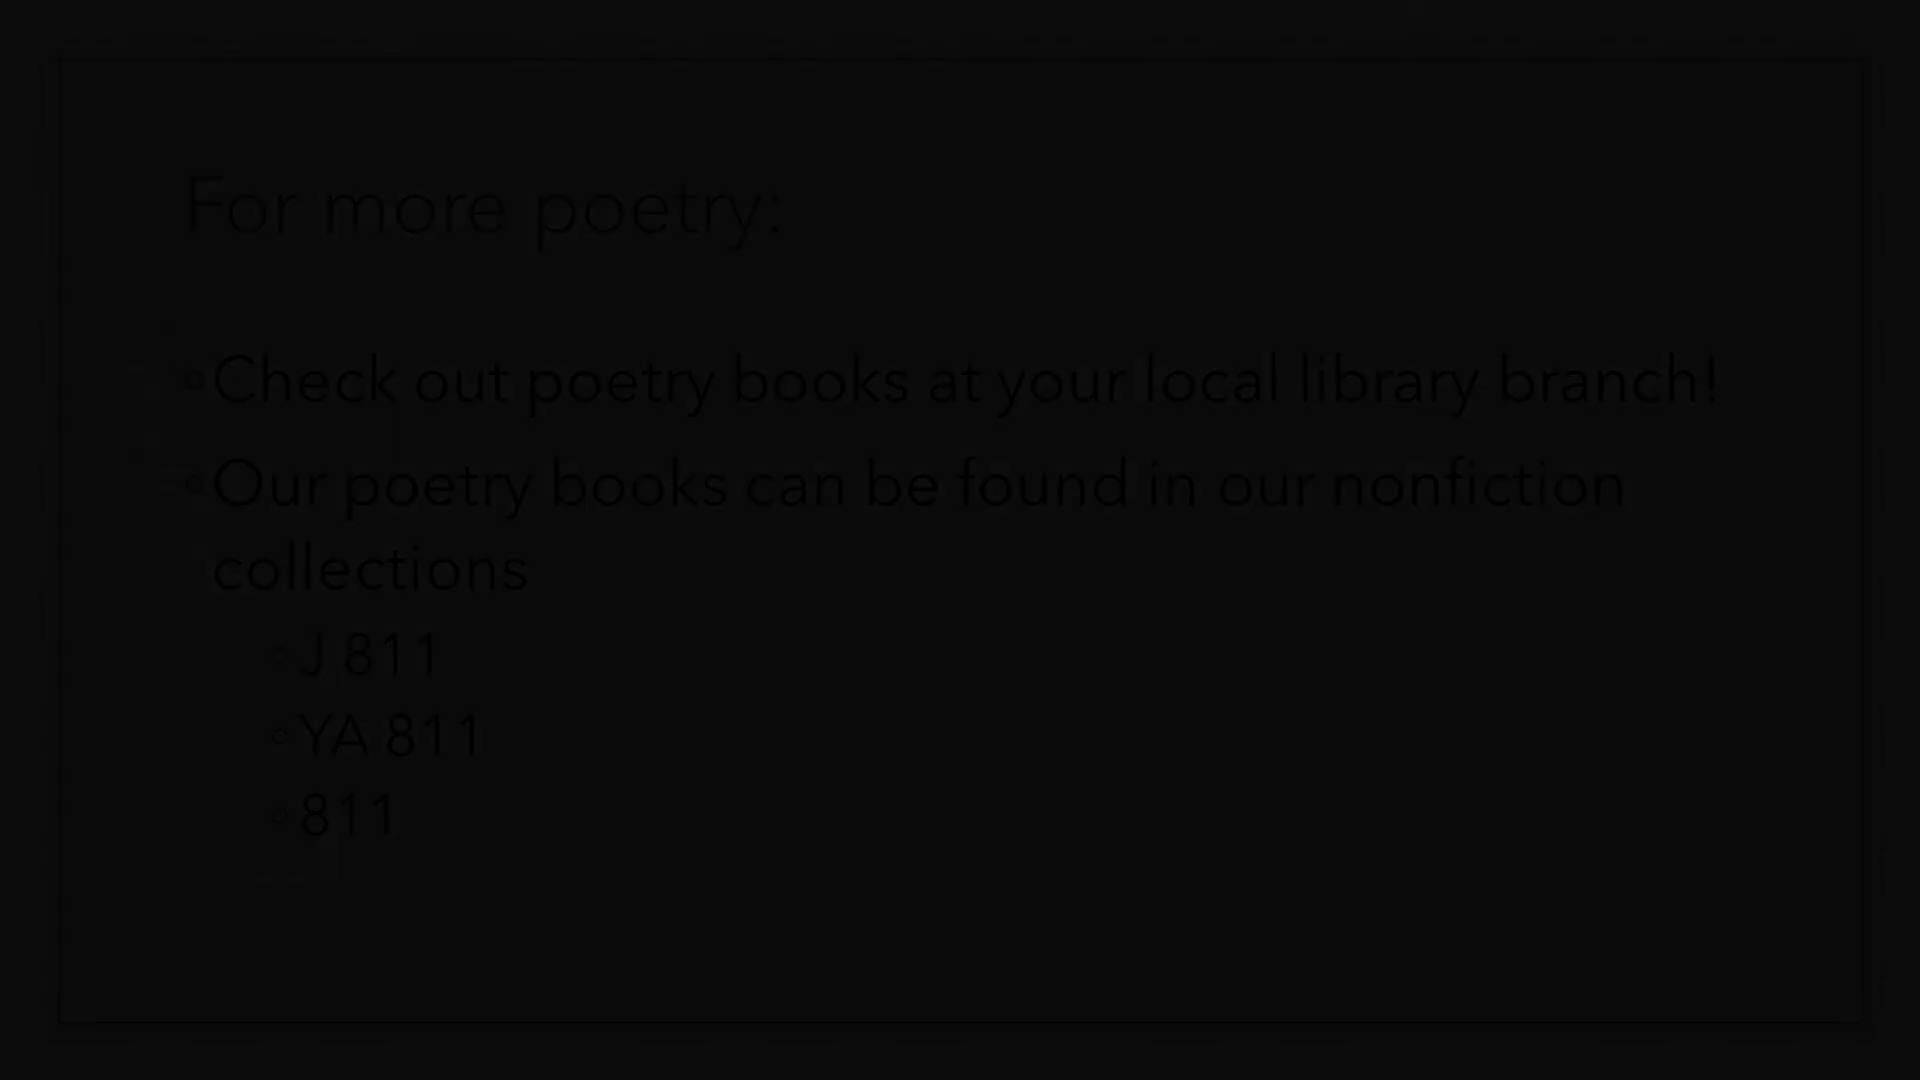 For more poetry:
Check out poetry books at your local library branch!
Our poetry books can be found in our nonfiction
collections
J 811
YA 811
811